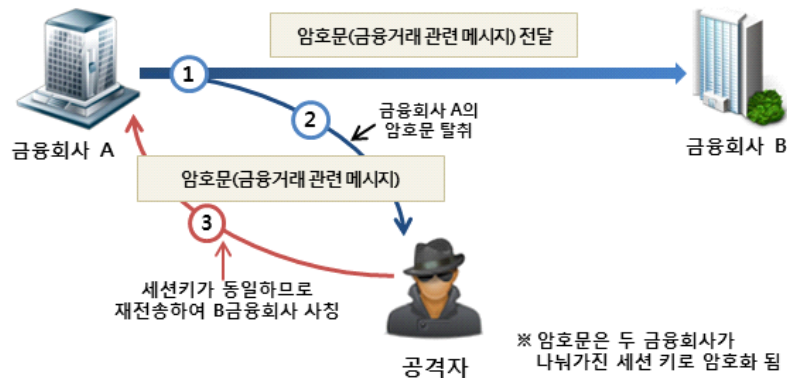 암호문(금융거래 관련 메시지) 전달
1
2
금융회사 A의
암호문 탈취
금융회사 A
금융회사 B
암호문(금융거래 관련 메시지)
3
세션키가 동일하므로
재전송하여 B금융회사 사칭
공격자
※ 암호문은 두 금융회사가
나눠가진 세션 키로 암호화 됨